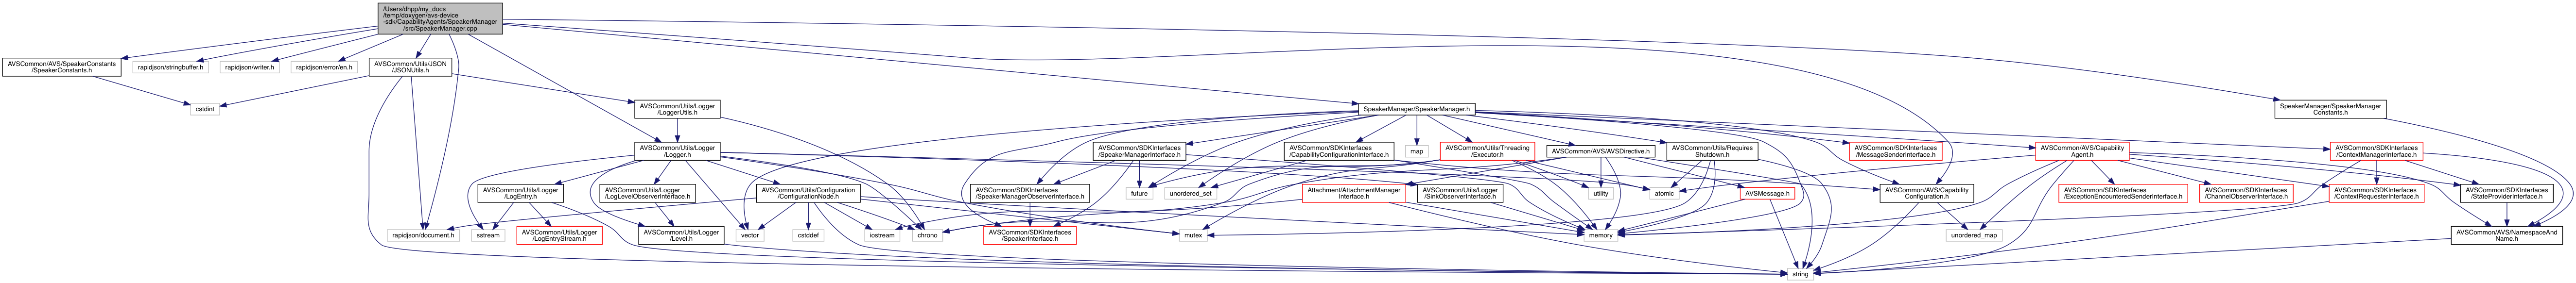 /Users/dhpp/my_docs
/temp/doxygen/avs-device
-sdk/CapabilityAgents/SpeakerManager
/src/SpeakerManager.cpp
AVSCommon/AVS/SpeakerConstants
/SpeakerConstants.h
rapidjson/stringbuffer.h
rapidjson/writer.h
rapidjson/error/en.h
AVSCommon/Utils/JSON
/JSONUtils.h
cstdint
AVSCommon/Utils/Logger
/LoggerUtils.h
SpeakerManager/SpeakerManager.h
SpeakerManager/SpeakerManager
Constants.h
AVSCommon/Utils/Logger
/Logger.h
AVSCommon/SDKInterfaces
/SpeakerManagerInterface.h
AVSCommon/SDKInterfaces
/CapabilityConfigurationInterface.h
map
AVSCommon/Utils/Threading
/Executor.h
AVSCommon/AVS/AVSDirective.h
AVSCommon/Utils/Requires
Shutdown.h
AVSCommon/SDKInterfaces
/MessageSenderInterface.h
AVSCommon/AVS/Capability
Agent.h
AVSCommon/SDKInterfaces
/ContextManagerInterface.h
AVSCommon/Utils/Logger
/LogEntry.h
AVSCommon/Utils/Logger
/LogLevelObserverInterface.h
AVSCommon/Utils/Configuration
/ConfigurationNode.h
AVSCommon/SDKInterfaces
/SpeakerManagerObserverInterface.h
future
unordered_set
Attachment/AttachmentManager
Interface.h
AVSCommon/Utils/Logger
/SinkObserverInterface.h
utility
atomic
AVSMessage.h
AVSCommon/AVS/Capability
Configuration.h
AVSCommon/SDKInterfaces
/ExceptionEncounteredSenderInterface.h
AVSCommon/SDKInterfaces
/ChannelObserverInterface.h
AVSCommon/SDKInterfaces
/ContextRequesterInterface.h
AVSCommon/SDKInterfaces
/StateProviderInterface.h
rapidjson/document.h
sstream
AVSCommon/Utils/Logger
/LogEntryStream.h
AVSCommon/Utils/Logger
/Level.h
vector
cstddef
iostream
chrono
AVSCommon/SDKInterfaces
/SpeakerInterface.h
mutex
memory
unordered_map
AVSCommon/AVS/NamespaceAnd
Name.h
string